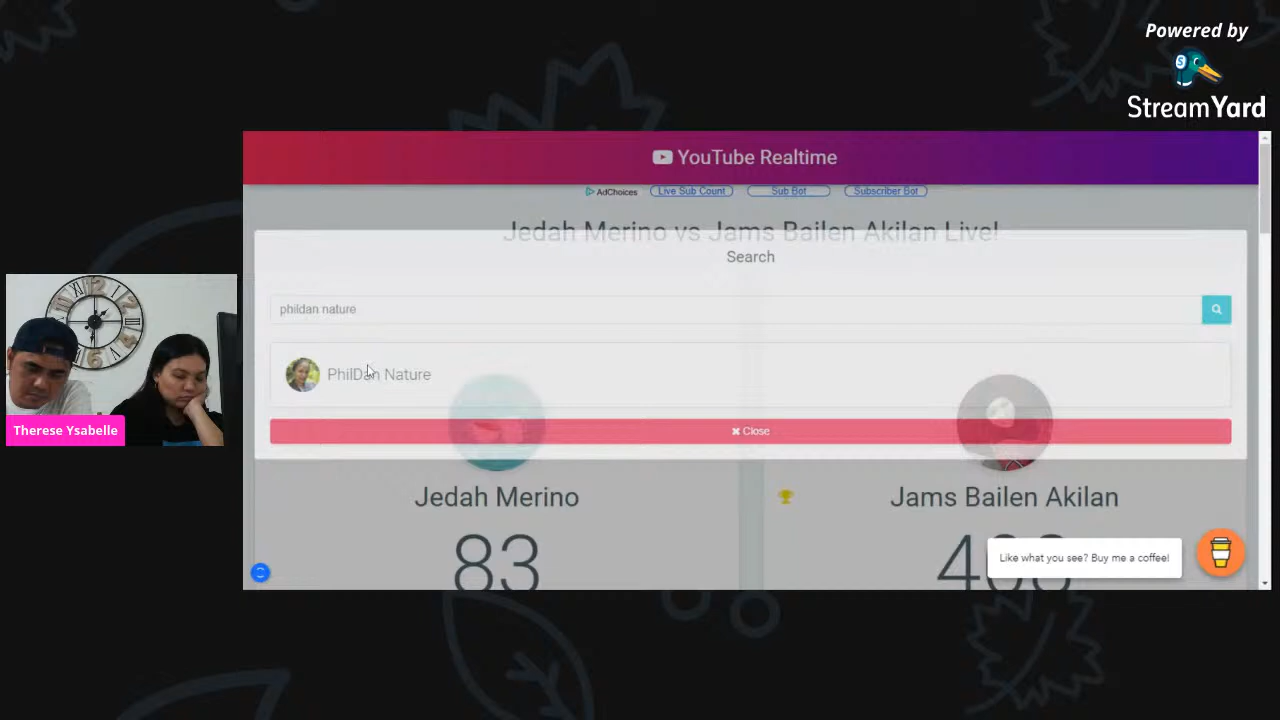 Powered by
StreamYard
YouTube Realtime
AdChoices
Live Sub Count
Sub Bot
Subscriber Bot
Jedah Merino vs Jams Bailen Akilan Live!
Search
phildan nature
PhilDan Nature
Close
Therese Ysabelle
Jedah Merino
Jams Bailen Akilan
83
Like what you see? Buy me a coffee!